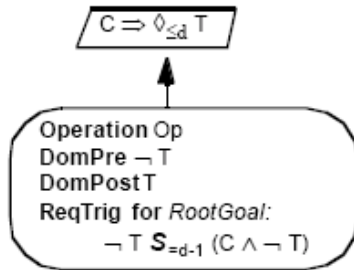 C ⇒ ◊≤d T
Operation Op
DomPre ¬ T
DomPost T
ReqTrig for RootGoal:
¬ T S=d-1 (C ∧ ¬ T)